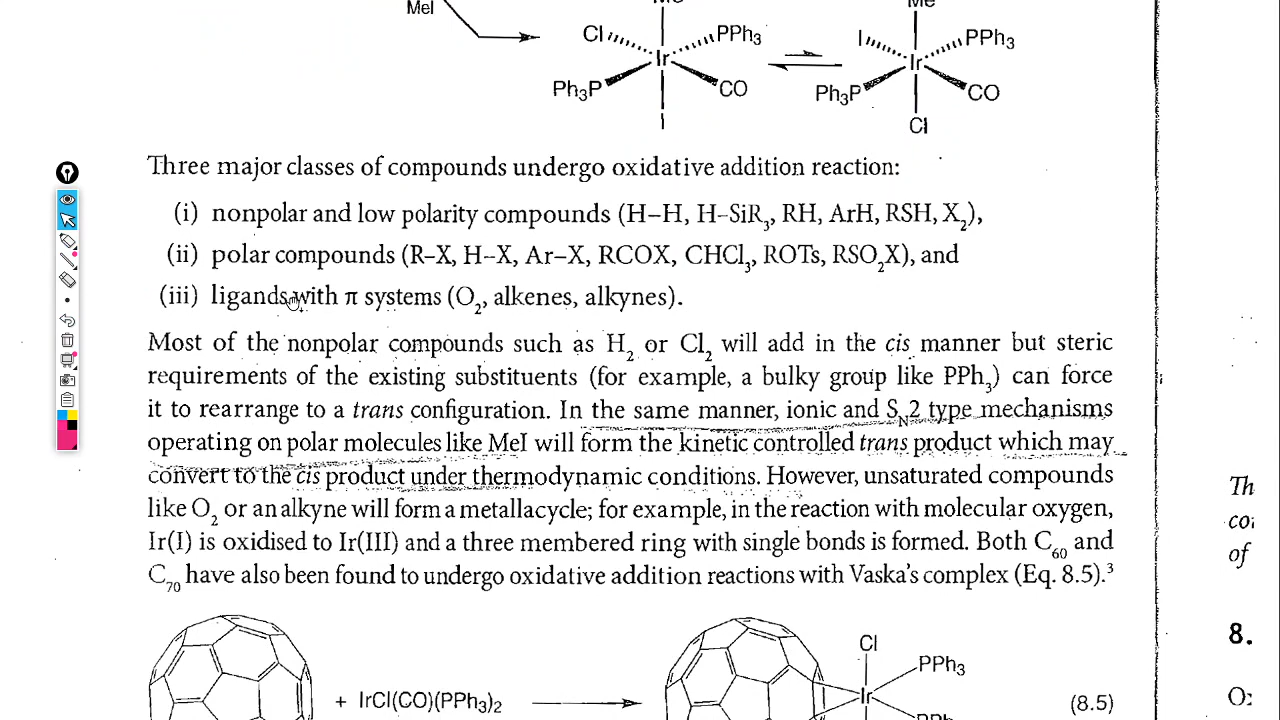 MeI
Me
Cl PPh3
Ir
Ph3P CO
I
Me
I PPh3
Ir
Ph3P CO
Cl
Three major classes of compounds undergo oxidative addition reaction:
(i) nonpolar and low polarity compounds (H–H, H–SiR3, RH, ArH, RSH, X2),
(ii) polar compounds (R–X, H–X, Ar–X, RCOX, CHCl3, ROTs, RSO2X), and
(iii) ligands with π systems (O2, alkenes, alkynes).
Most of the nonpolar compounds such as H2 or Cl2 will add in the cis manner but steric
requirements of the existing substituents (for example, a bulky group like PPh3) can force
it to rearrange to a trans configuration. In the same manner, ionic and SN2 type mechanisms
operating on polar molecules like MeI will form the kinetic controlled trans product which may
convert to the cis product under thermodynamic conditions. However, unsaturated compounds
like O2 or an alkyne will form a metallacycle; for example, in the reaction with molecular oxygen,
Ir(I) is oxidised to Ir(III) and a three membered ring with single bonds is formed. Both C60 and
C70 have also been found to undergo oxidative addition reactions with Vaska's complex (Eq. 8.5).3
+ IrCl(CO)(PPh3)2
Cl
PPh3
Ir
(8.5)
Th
of
8.